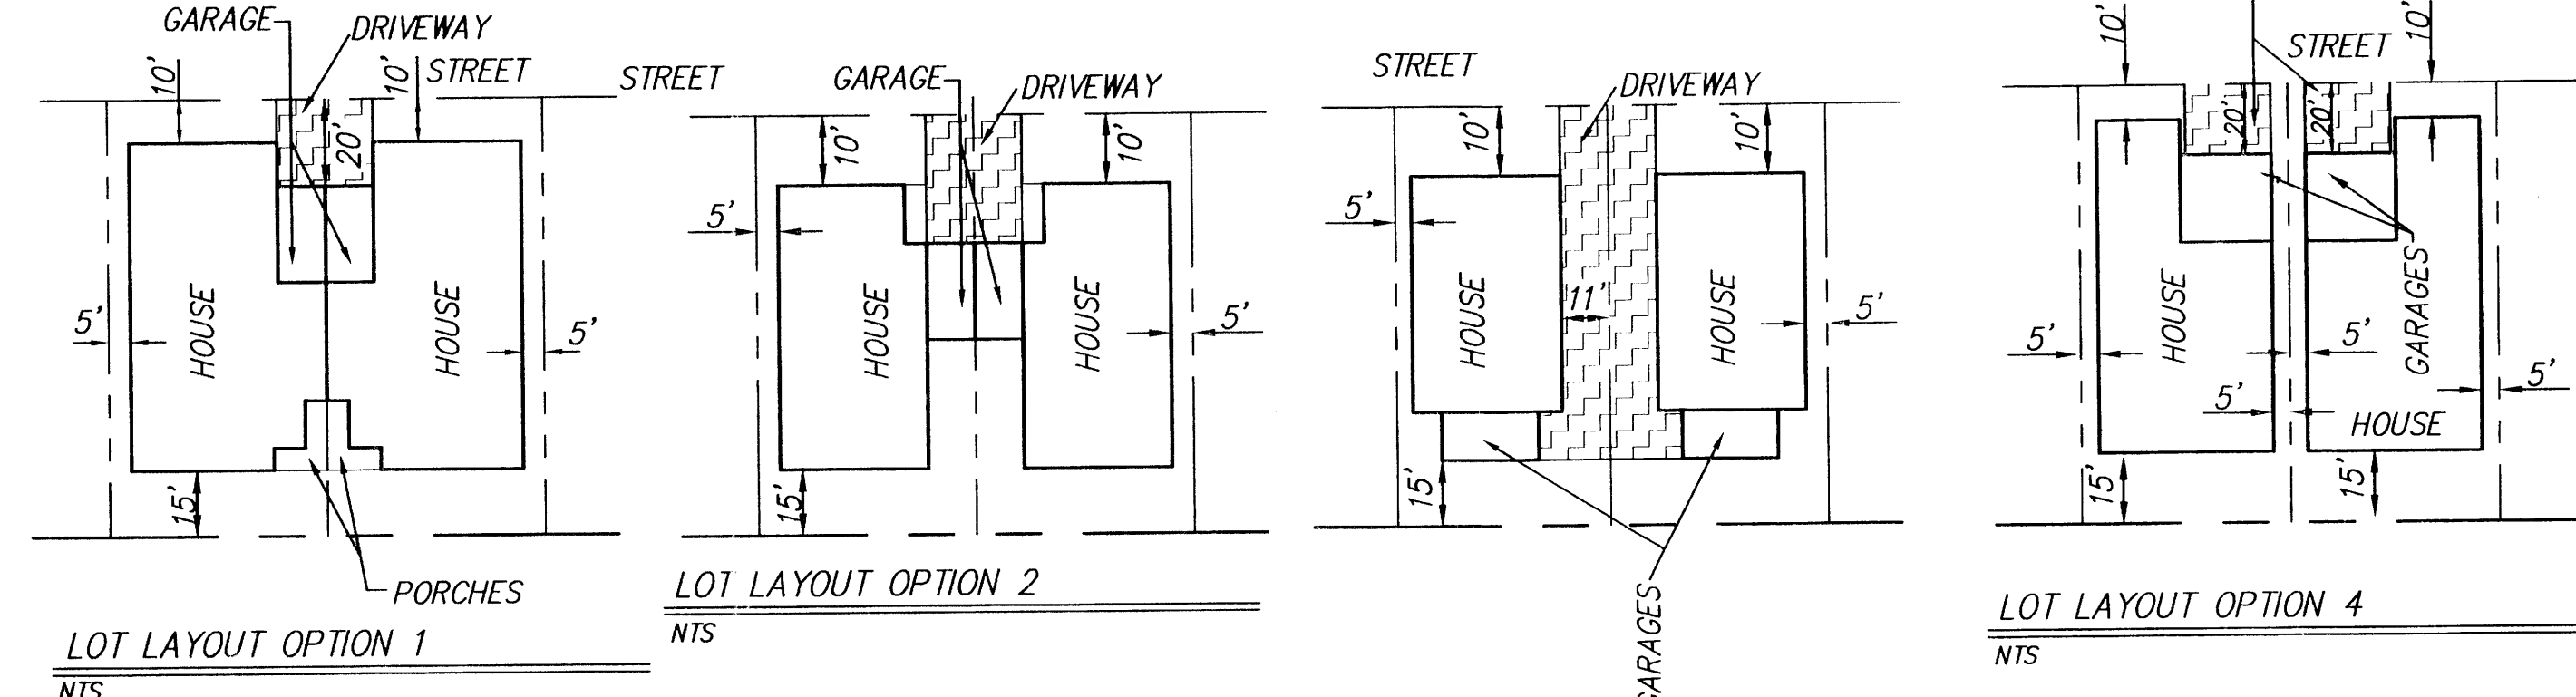 GARAGE
DRIVEWAY
10'
10'
STREET
20'
HOUSE
HOUSE
5'
5'
15'
PORCHES
LOT LAYOUT OPTION 1
NTS
STREET
GARAGE
DRIVEWAY
10'
10'
5'
HOUSE
HOUSE
5'
15'
LOT LAYOUT OPTION 2
NTS
STREET
DRIVEWAY
10'
10'
5'
HOUSE
11'
HOUSE
5'
15'
GARAGES
10'
STREET
10'
20'
20'
HOUSE
GARAGES
5'
5'
5'
5'
HOUSE
15'
15'
LOT LAYOUT OPTION 4
NTS